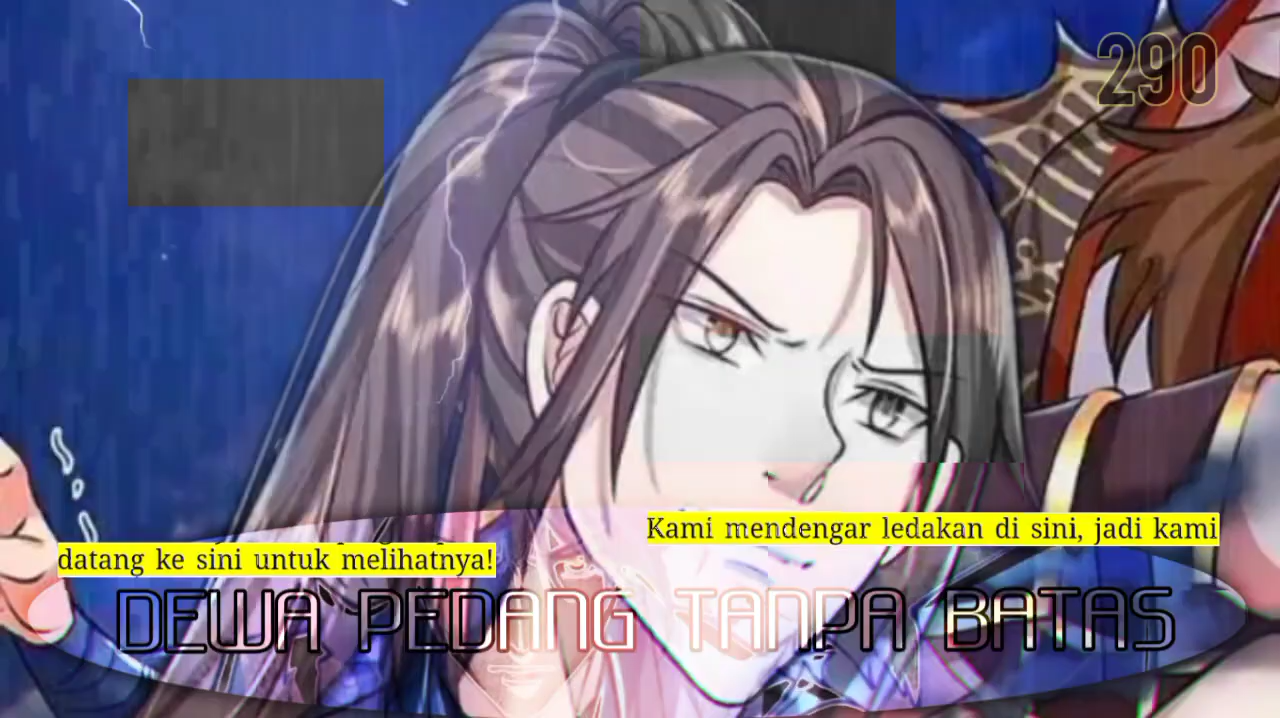 290
Kami mendengar ledakan di sini, jadi kami
datang ke sini untuk melihatnya!
DEWA PEDANG TANPA BATAS